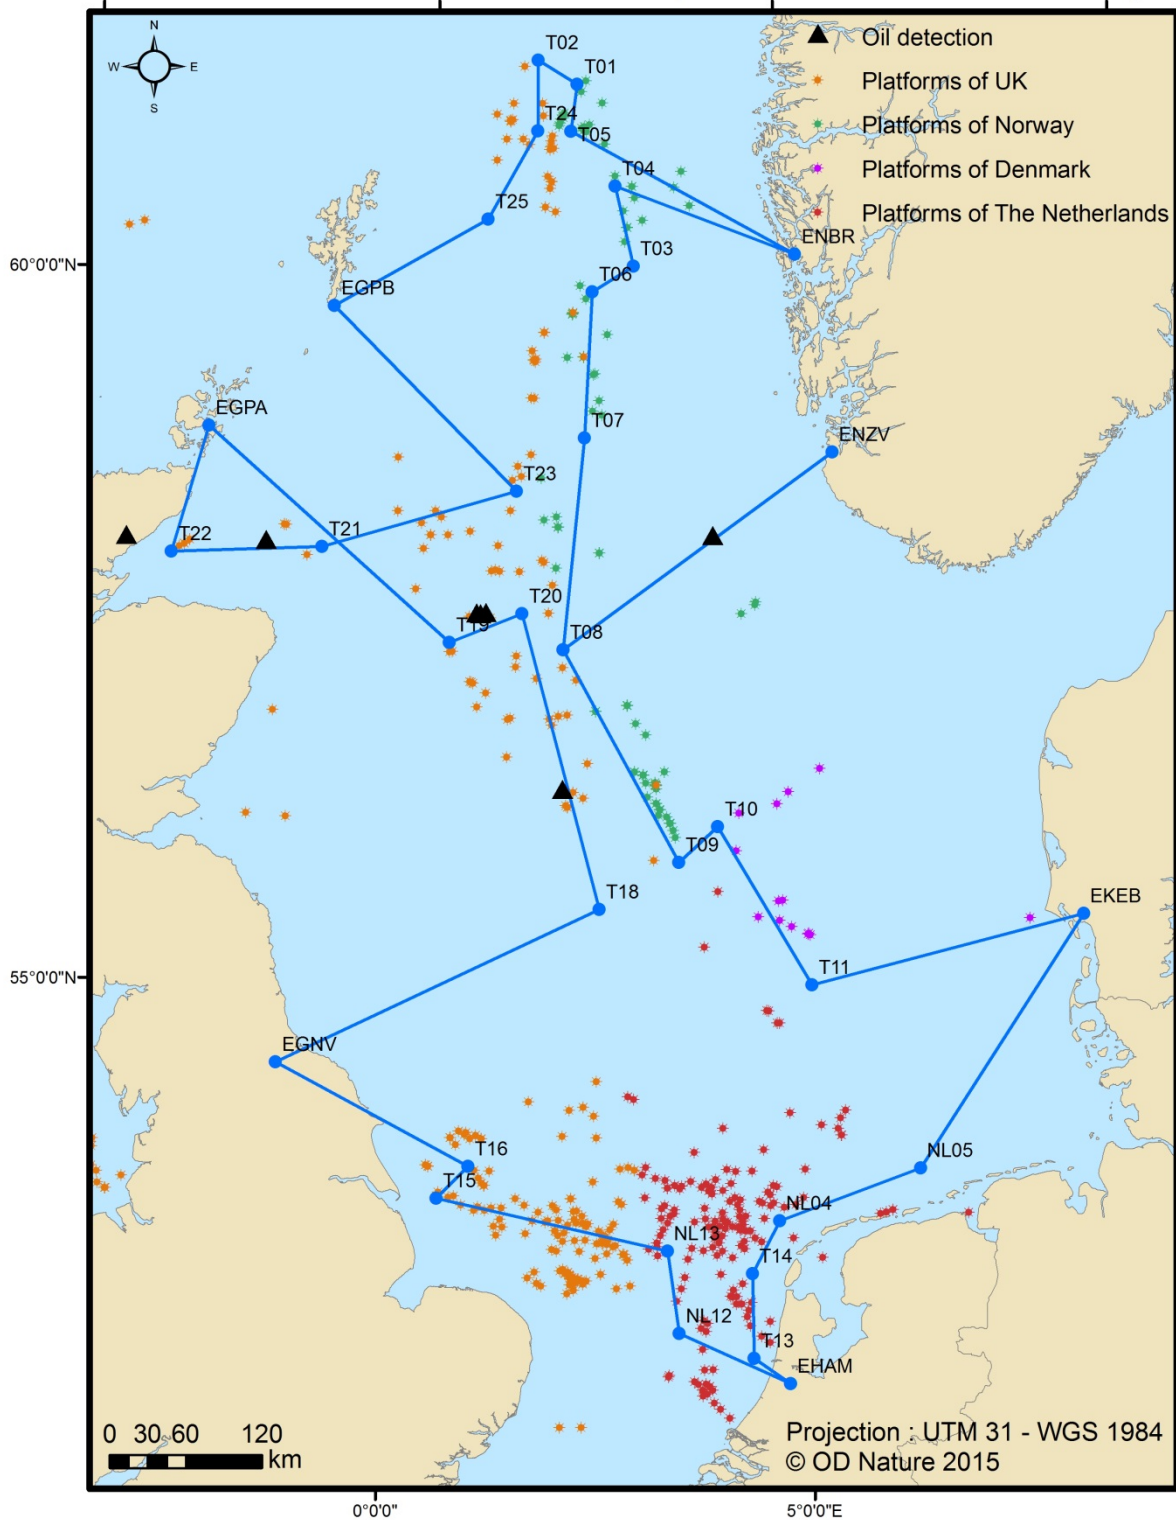 N
W E
S
T02
T01
T24
T05
T04
T25
ENBR
T03
T06
EGPB
EGPA
T07
ENZV
T23
T22
T21
T20
T19
T08
T10
T09
T18
EKEB
T11
EGNV
T16
T15
NL05
NL04
NL13
T14
NL12
T13
EHAM
Oil detection
Platforms of UK
Platforms of Norway
Platforms of Denmark
Platforms of The Netherlands
60°0'0"N
55°0'0"N
0 30 60 120
km
Projection : UTM 31 - WGS 1984
© OD Nature 2015
0°0'0"
5°0'0"E